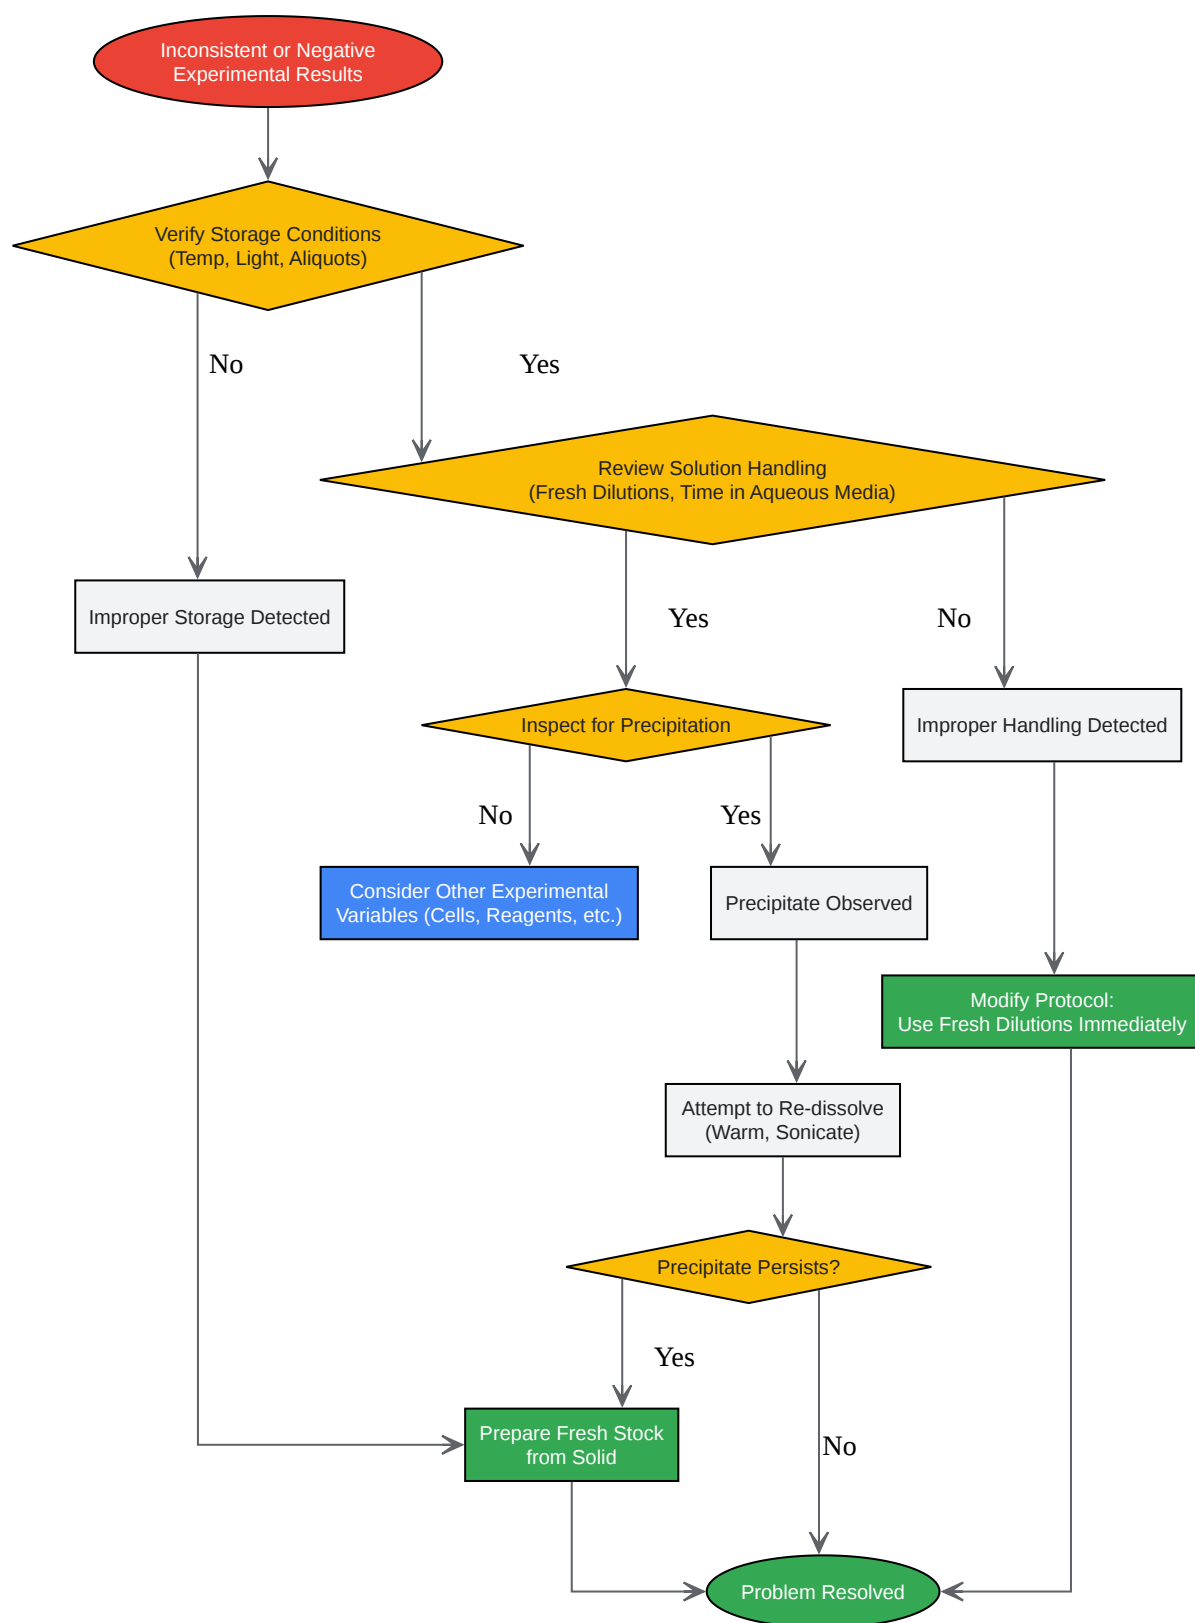 Inconsistent or Negative
Experimental Results
Verify Storage Conditions
(Temp, Light, Aliquots)
No
Yes
Review Solution Handling
(Fresh Dilutions, Time in Aqueous Media)
Improper Storage Detected
Yes
No
Inspect for Precipitation
Improper Handling Detected
No
Yes
Consider Other Experimental
Variables (Cells, Reagents, etc.)
Precipitate Observed
Modify Protocol:
Use Fresh Dilutions Immediately
Attempt to Re-dissolve
(Warm, Sonicate)
Precipitate Persists?
Yes
Prepare Fresh Stock
from Solid
No
Problem Resolved